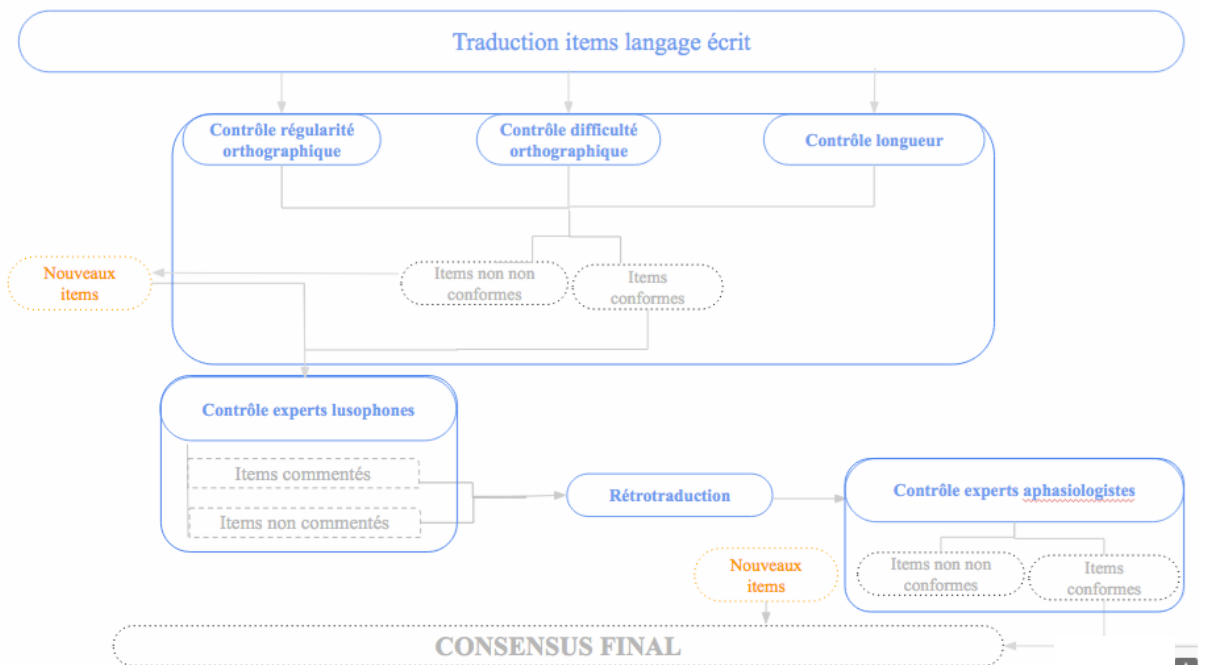 Traduction items langage écrit
Contrôle régularité
orthographique
Contrôle difficulté
orthographique
Contrôle longueur
Nouveaux
items
Items non non
conformes
Items
conformes
Contrôle experts lusophones
Items commentés
Items non commentés
Rétrotraduction
Contrôle experts aphasiologistes
Nouveaux
items
Items non non
conformes
Items
conformes
CONSENSUS FINAL